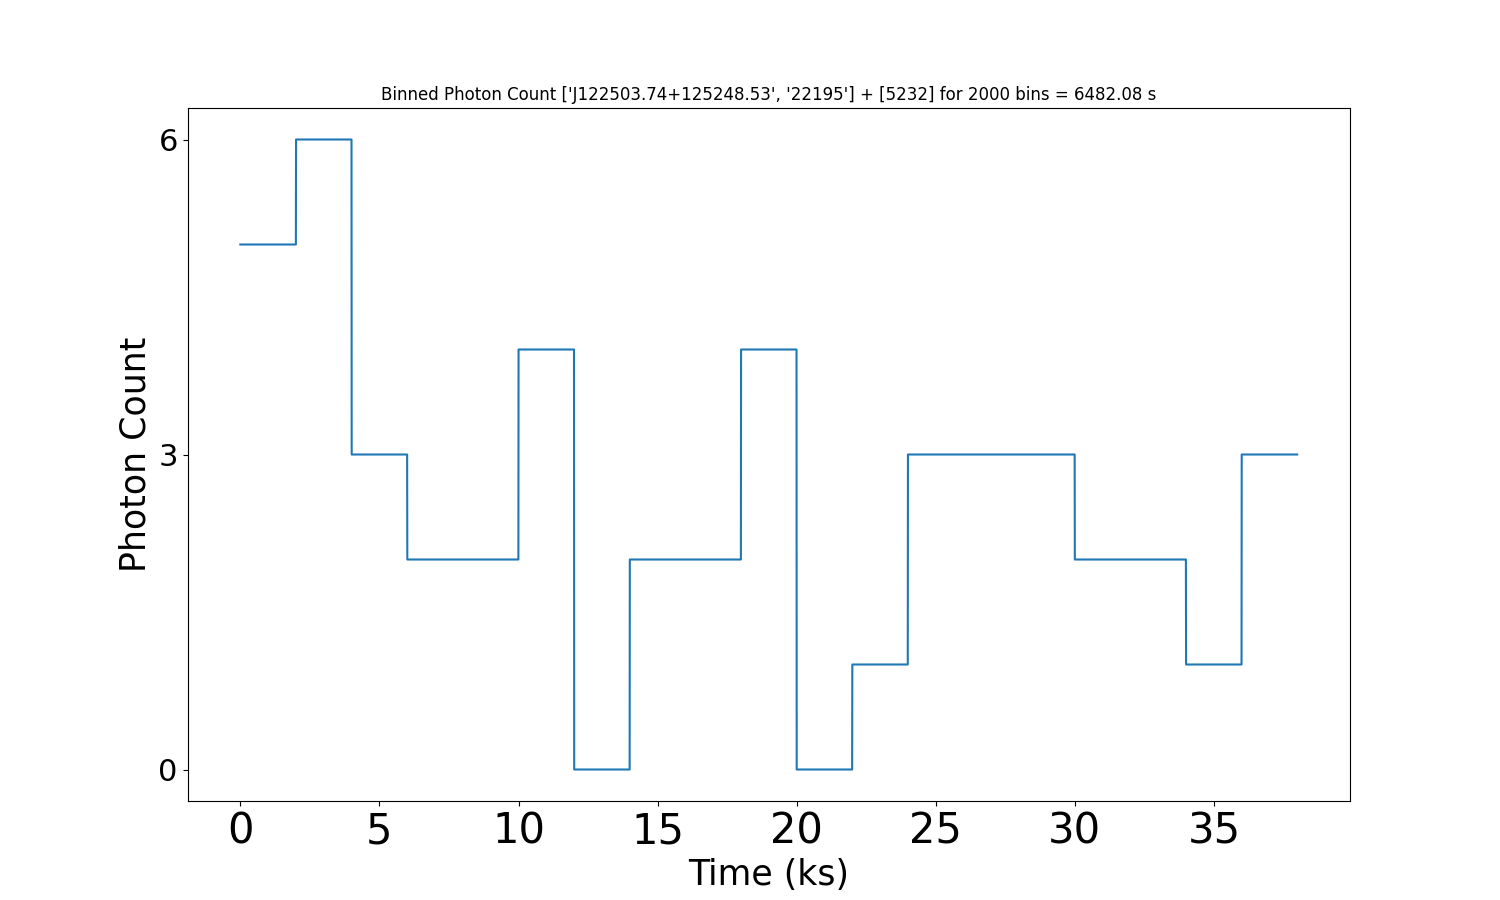 Binned Photon Count ['J122503.74+125248.53', '22195'] + [5232] for 2000 bins = 6482.08 s
6
3
0
Photon Count
0 5 10 15 20 25 30 35
Time (ks)